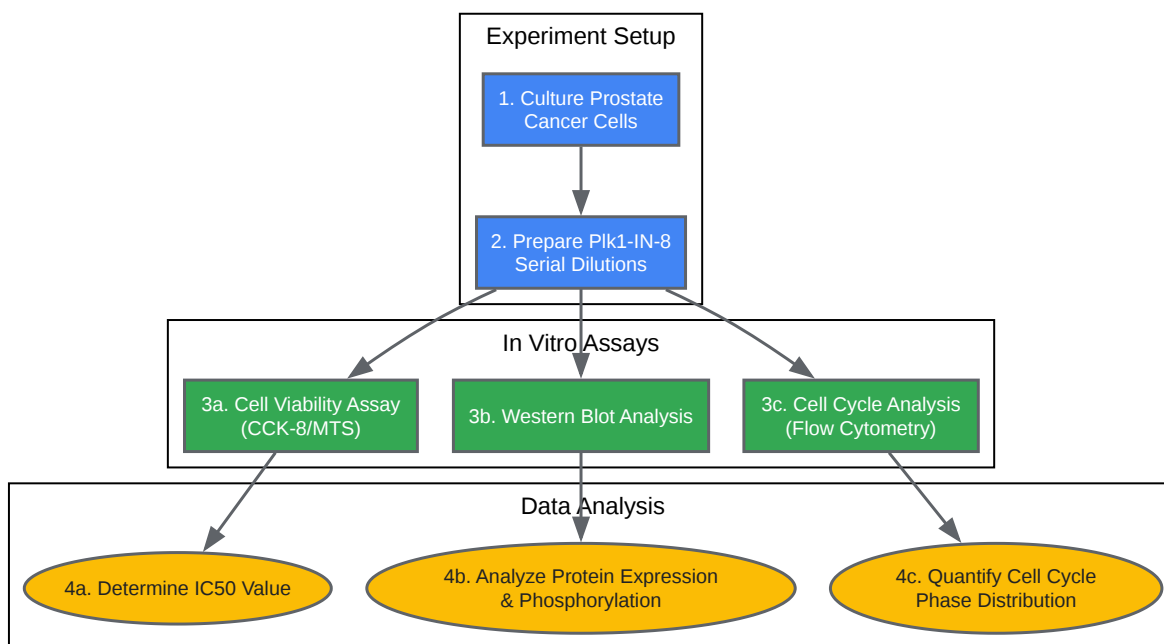 Experiment Setup
1. Culture Prostate
Cancer Cells
2. Prepare Plk1-IN-8
Serial Dilutions
In Vitro Assays
3a. Cell Viability Assay
(CCK-8/MTS)
3b. Western Blot Analysis
3c. Cell Cycle Analysis
(Flow Cytometry)
Data Analysis
4a. Determine IC50 Value
4b. Analyze Protein Expression
& Phosphorylation
4c. Quantify Cell Cycle
Phase Distribution